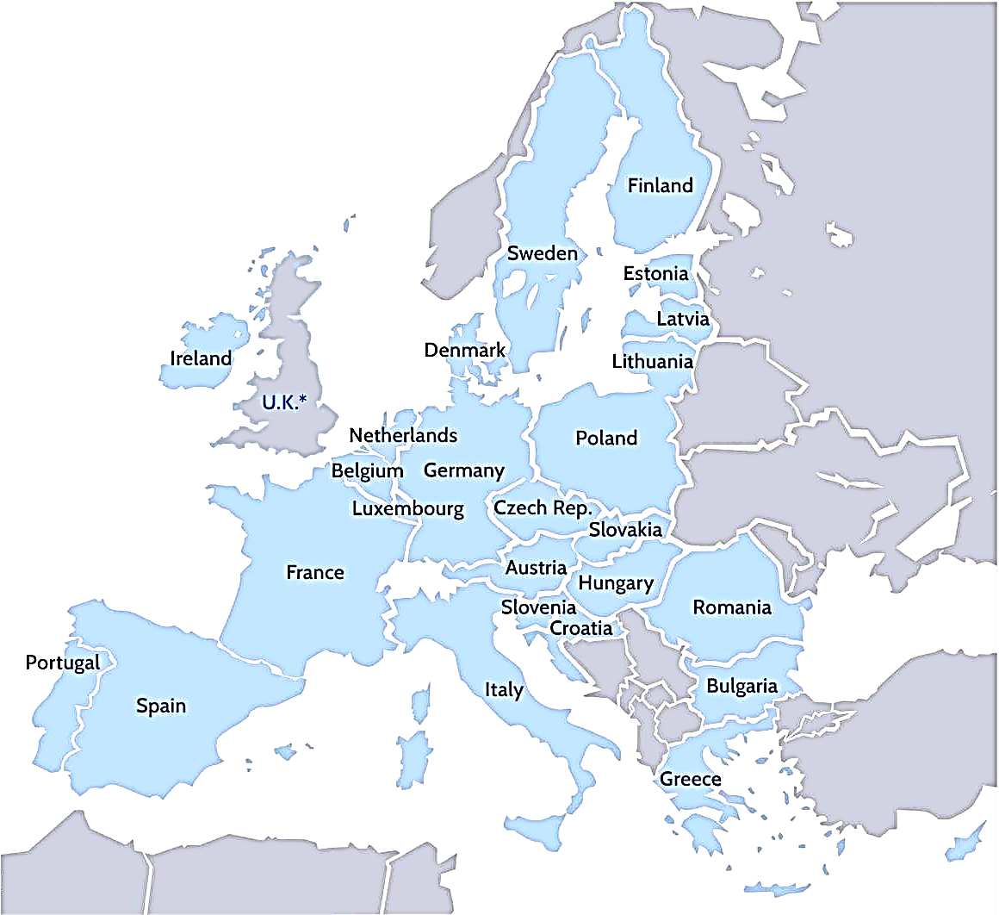 Finland
Sweden
Estonia
Latvia
Denmark
Lithuania
Ireland
U.K.*
Netherlands
Poland
Belgium
Germany
Luxembourg
Czech Rep.
Slovakia
France
Austria
Hungary
Slovenia
Romania
Croatia
Portugal
Spain
Italy
Bulgaria
Greece